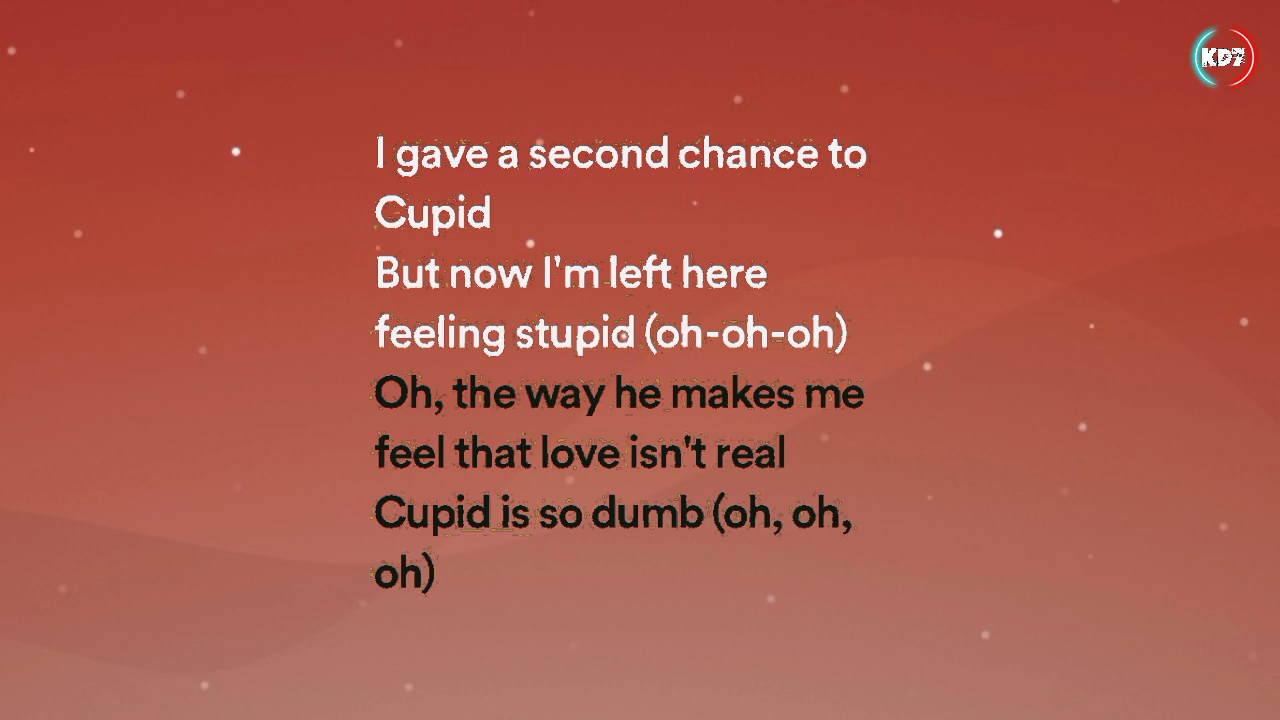 KD7
I gave a second chance to
Cupid
But now I'm left here
feeling stupid (oh-oh-oh)
Oh, the way he makes me
feel that love isn't real
Cupid is so dumb (oh, oh,
oh)